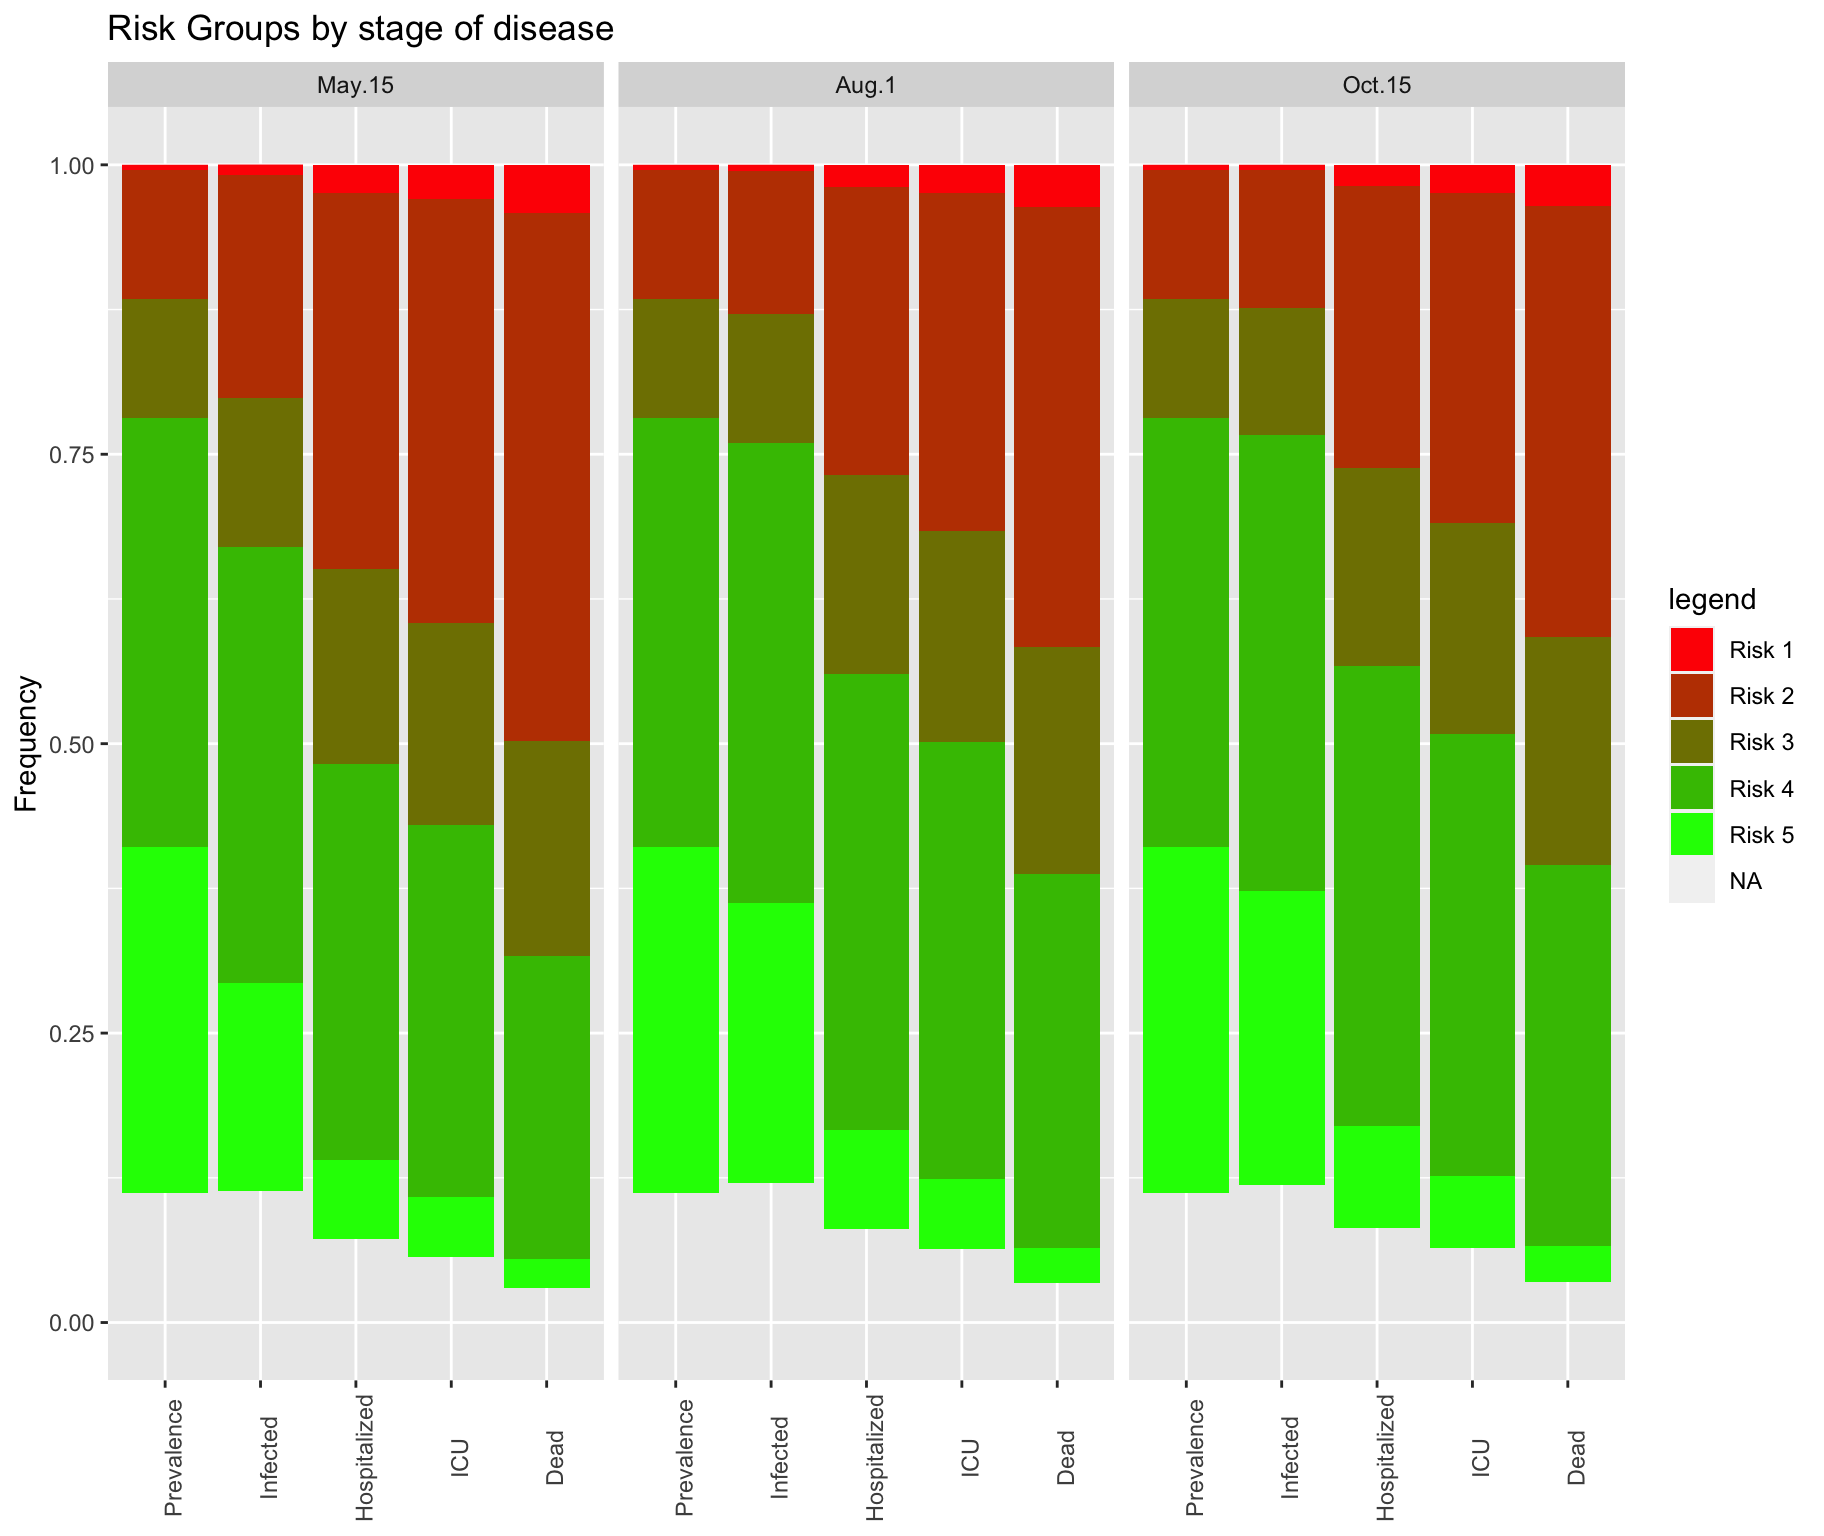 Risk Groups by stage of disease
May.15
Aug.1
Oct.15
Frequency
1.00
0.75
0.50
0.25
0.00
Prevalence
Infected
Hospitalized
ICU
Dead
Prevalence
Infected
Hospitalized
ICU
Dead
Prevalence
Infected
Hospitalized
ICU
Dead
legend
Risk 1
Risk 2
Risk 3
Risk 4
Risk 5
NA